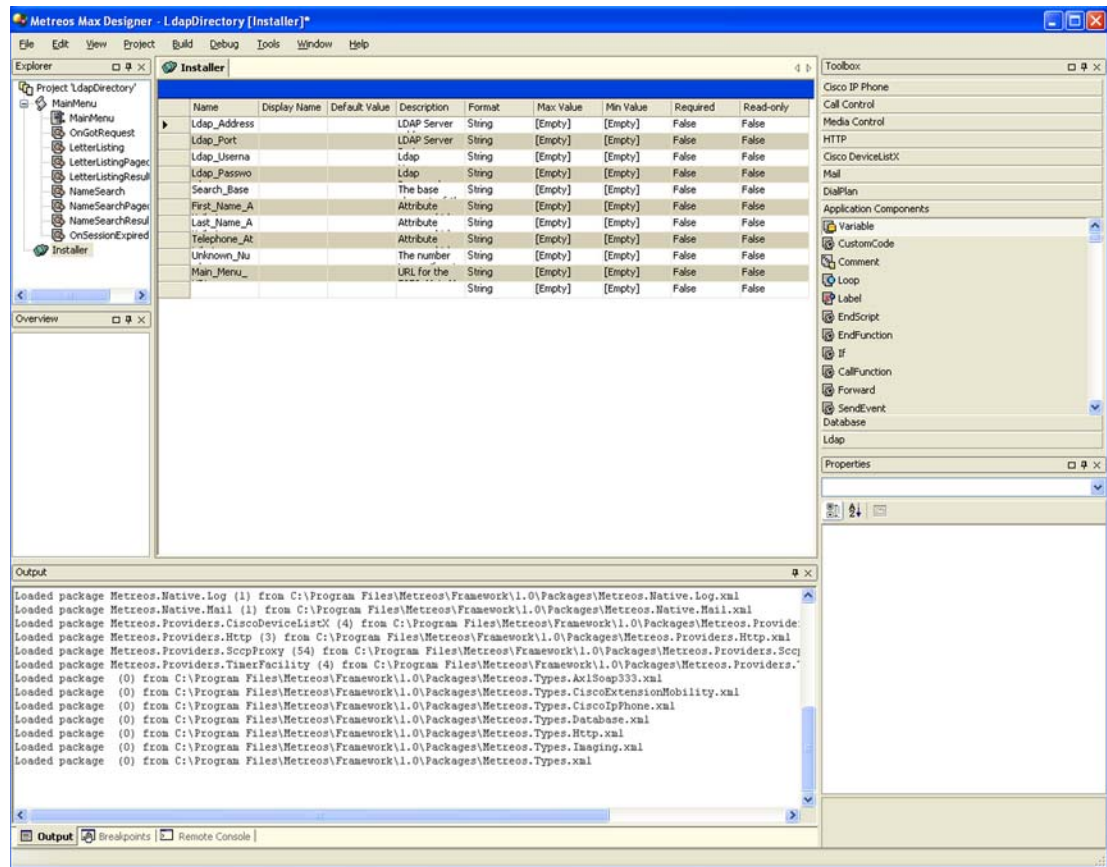 Metreos Max Designer - LdapDirectory [Installer]*
File Edit View Project Build Debug Tools Window Help
Explorer
Project 'LdapDirectory'
MainMenu
MainMenu
OnGotRequest
LetterListing
LetterListingPaged
LetterListingResul
NameSearch
NameSearchPaged
NameSearchResul
OnSessionExpired
Installer
Overview
Installer
Name Display Name Default Value Description Format Max Value Min Value Required Read-only
Ldap_Address LDAP Server String [Empty] [Empty] False False
Ldap_Port LDAP Server String [Empty] [Empty] False False
Ldap_Userna Ldap String [Empty] [Empty] False False
Ldap_Passwo Ldap String [Empty] [Empty] False False
Search_Base The base String [Empty] [Empty] False False
First_Name_A Attribute String [Empty] [Empty] False False
Last_Name_A Attribute String [Empty] [Empty] False False
Telephone_At Attribute String [Empty] [Empty] False False
Unknown_Nu The number String [Empty] [Empty] False False
Main_Menu_ URL for the String [Empty] [Empty] False False
String [Empty] [Empty] False False
Toolbox
Cisco IP Phone
Call Control
Media Control
HTTP
Cisco DeviceListX
Mail
DialPlan
Application Components
Variable
CustomCode
Comment
Loop
Label
EndScript
EndFunction
If
CallFunction
Forward
SendEvent
Database
Ldap
Properties
Output
Loaded package Metreos.Native.Log (1) from C:\Program Files\Metreos\Framework\1.0\Packages\Metreos.Native.Log.xml
Loaded package Metreos.Native.Mail (1) from C:\Program Files\Metreos\Framework\1.0\Packages\Metreos.Native.Mail.xml
Loaded package Metreos.Providers.CiscoDeviceListX (4) from C:\Program Files\Metreos\Framework\1.0\Packages\Metreos.Provide
Loaded package Metreos.Providers.Http (3) from C:\Program Files\Metreos\Framework\1.0\Packages\Metreos.Providers.Http.xml
Loaded package Metreos.Providers.SccpProxy (54) from C:\Program Files\Metreos\Framework\1.0\Packages\Metreos.Providers.Sccp
Loaded package Metreos.Providers.TimerFacility (4) from C:\Program Files\Metreos\Framework\1.0\Packages\Metreos.Providers.
Loaded package (0) from C:\Program Files\Metreos\Framework\1.0\Packages\Metreos.Types.AxlSoap333.xml
Loaded package (0) from C:\Program Files\Metreos\Framework\1.0\Packages\Metreos.Types.CiscoExtensionMobility.xml
Loaded package (0) from C:\Program Files\Metreos\Framework\1.0\Packages\Metreos.Types.CiscoIpPhone.xml
Loaded package (0) from C:\Program Files\Metreos\Framework\1.0\Packages\Metreos.Types.Database.xml
Loaded package (0) from C:\Program Files\Metreos\Framework\1.0\Packages\Metreos.Types.Http.xml
Loaded package (0) from C:\Program Files\Metreos\Framework\1.0\Packages\Metreos.Types.Imaging.xml
Loaded package (0) from C:\Program Files\Metreos\Framework\1.0\Packages\Metreos.Types.xml
Output Breakpoints Remote Console